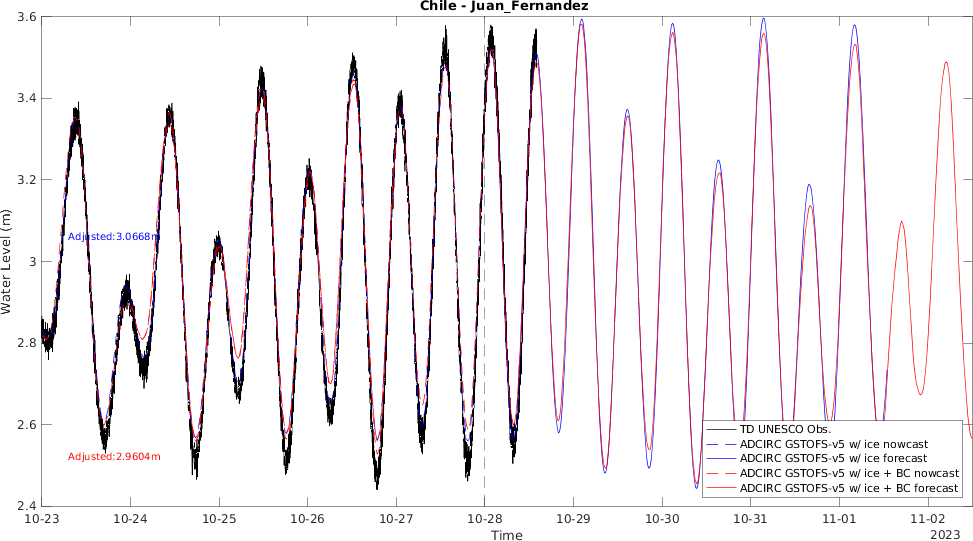 Chile - Juan_Fernandez
3.6
3.4
3.2
3
2.8
2.6
2.4
Water Level (m)
Adjusted:3.0668m
Adjusted:2.9604m
TD UNESCO Obs.
ADCIRC GSTOFS-v5 w/ ice nowcast
ADCIRC GSTOFS-v5 w/ ice forecast
ADCIRC GSTOFS-v5 w/ ice + BC nowcast
ADCIRC GSTOFS-v5 w/ ice + BC forecast
10-23 10-24 10-25 10-26 10-27 10-28 10-29 10-30 10-31 11-01 11-02
Time
2023